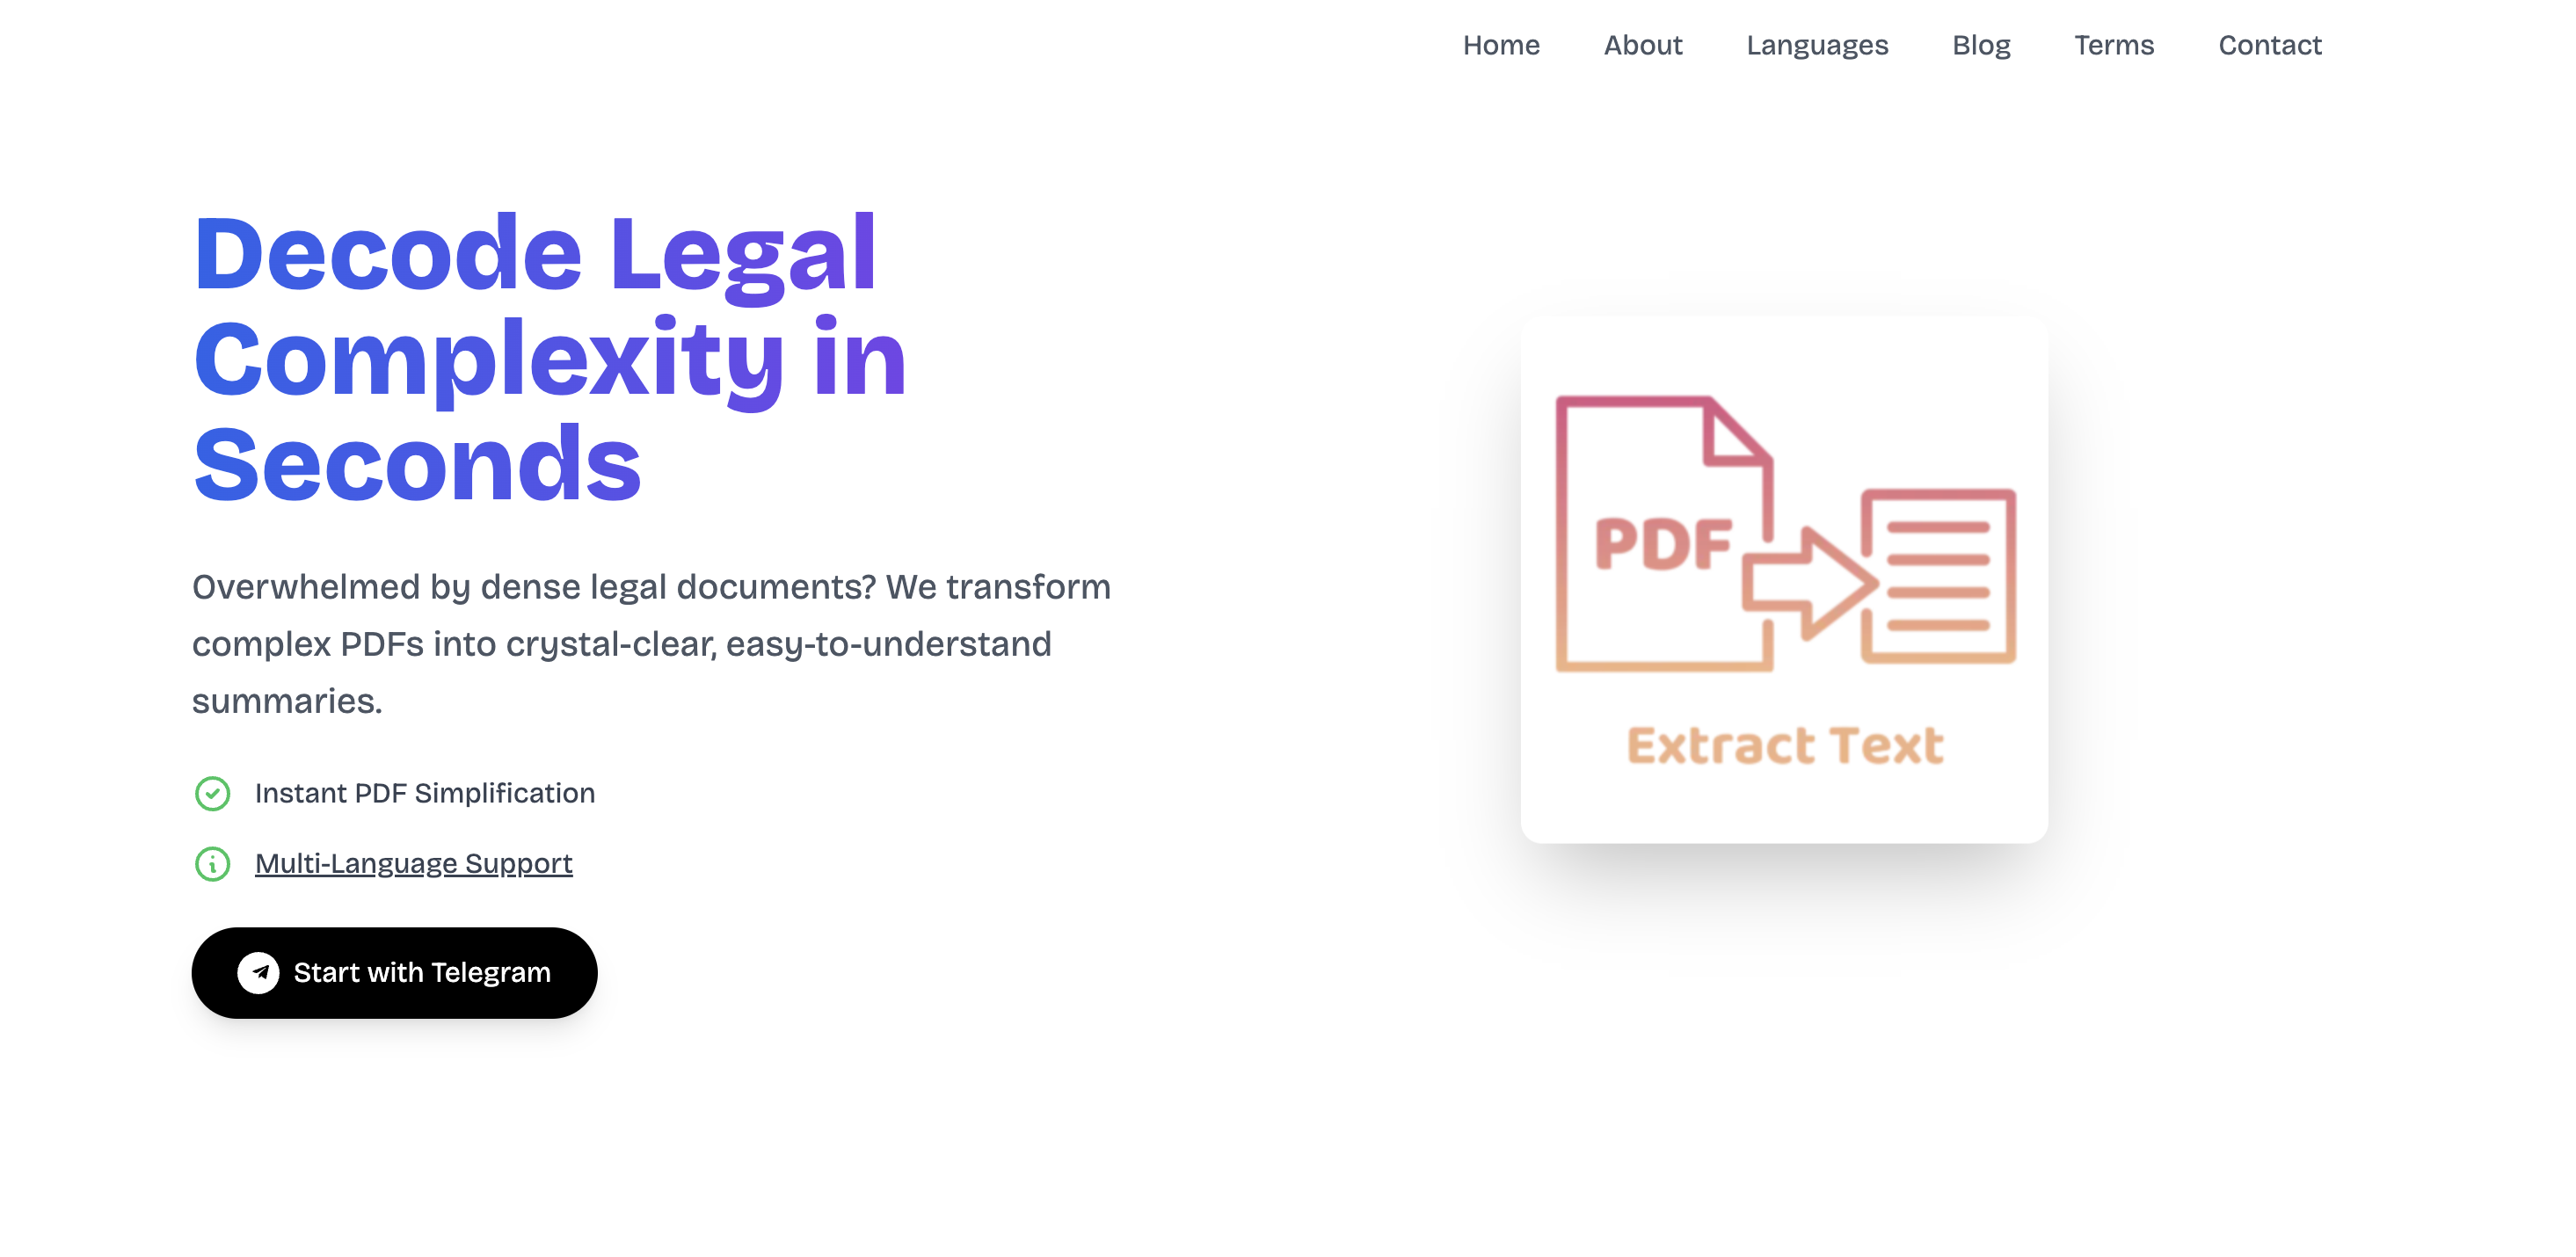 Home About Languages Blog Terms Contact
Decode Legal
Complexity in
Seconds
Overwhelmed by dense legal documents? We transform
complex PDFs into crystal-clear, easy-to-understand
summaries.
Instant PDF Simplification
Multi-Language Support
Start with Telegram
PDF
Extract Text